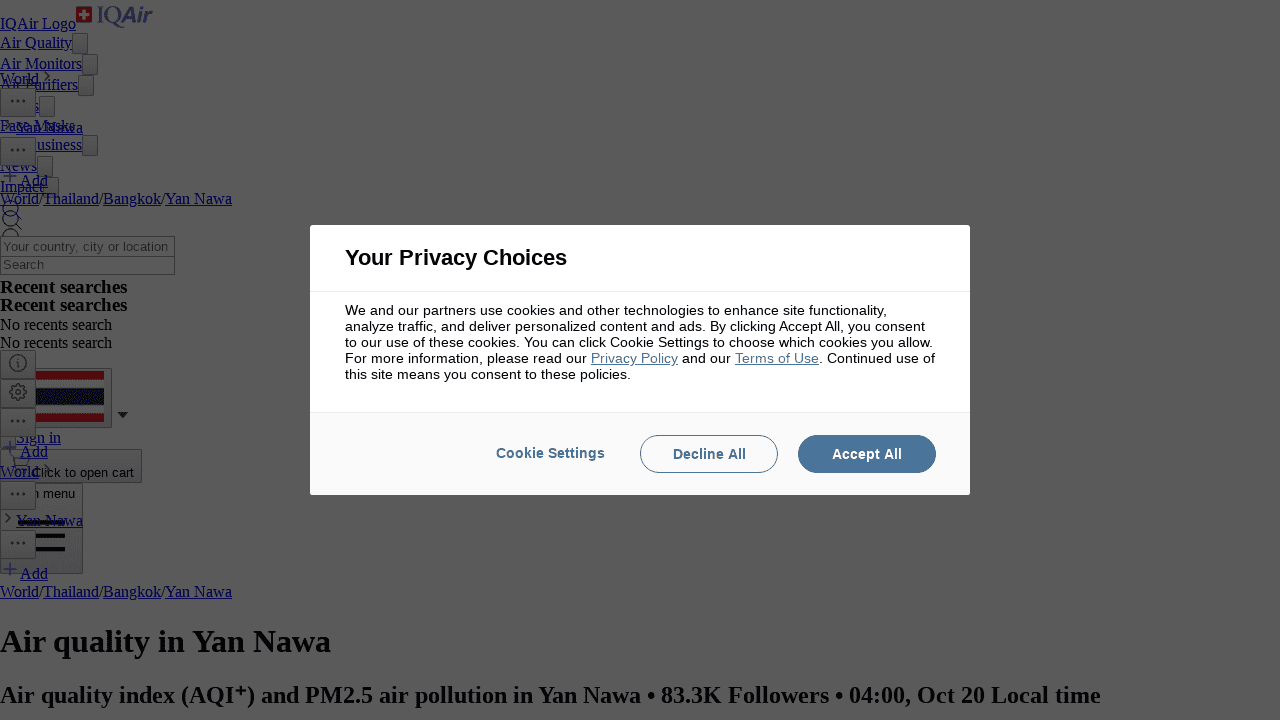 IQAir Logo IQAir
Air Quality
Air Monitors
World
Air Purifiers
Face Masks
Yan Nawa
Business
News
Add
Impact
World/Thailand/Bangkok/Yan Nawa
Your country, city or location
Search
Recent searches
Recent searches
No recents search
No recents search
Sign in
Add
Click to open cart
World
menu
Yan Nawa
Add
World/Thailand/Bangkok/Yan Nawa
Air quality in Yan Nawa
Air quality index (AQI⁺) and PM2.5 air pollution in Yan Nawa • 83.3K Followers • 04:00, Oct 20 Local time
Your Privacy Choices
We and our partners use cookies and other technologies to enhance site functionality,
analyze traffic, and deliver personalized content and ads. By clicking Accept All, you consent
to our use of these cookies. You can click Cookie Settings to choose which cookies you allow.
For more information, please read our Privacy Policy and our Terms of Use. Continued use of
this site means you consent to these policies.
Cookie Settings
Decline All
Accept All